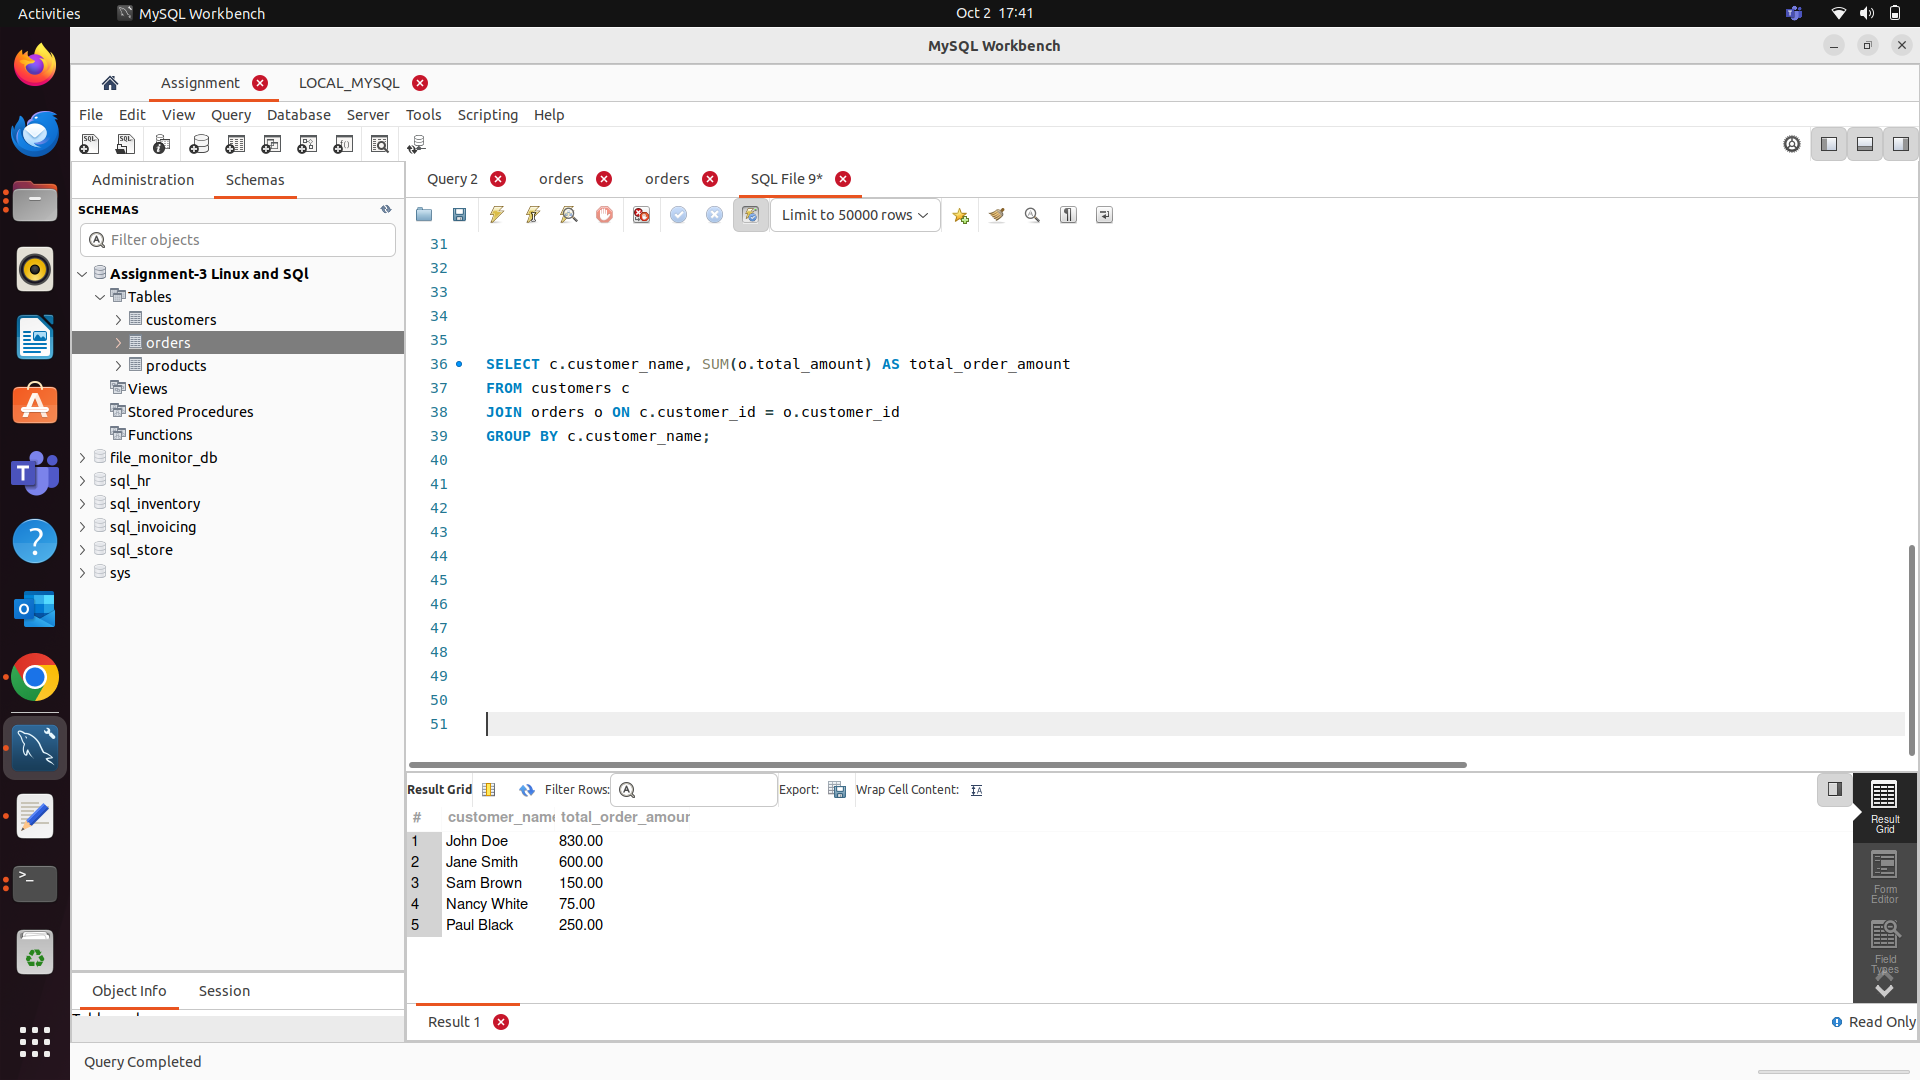 Activities
MySQL Workbench
Oct 2 17:41
MySQL Workbench
Assignment
LOCAL_MYSQL
File Edit View Query Database Server Tools Scripting Help
Administration
Schemas
Query 2
orders
orders
SQL File 9*
SCHEMAS
Filter objects
Limit to 50000 rows
Assignment-3 Linux and SQl
Tables
customers
orders
products
Views
Stored Procedures
Functions
file_monitor_db
sql_hr
sql_inventory
sql_invoicing
sql_store
sys
31
32
33
34
35
36 SELECT c.customer_name, SUM(o.total_amount) AS total_order_amount
37 FROM customers c
38 JOIN orders o ON c.customer_id = o.customer_id
39 GROUP BY c.customer_name;
40
41
42
43
44
45
46
47
48
49
50
51
Result Grid
Filter Rows:
Export:
Wrap Cell Content:
# customer_name total_order_amour
1 John Doe 830.00
2 Jane Smith 600.00
3 Sam Brown 150.00
4 Nancy White 75.00
5 Paul Black 250.00
Result Grid
Form Editor
Field Types
Object Info
Session
Result 1
Read Only
Query Completed